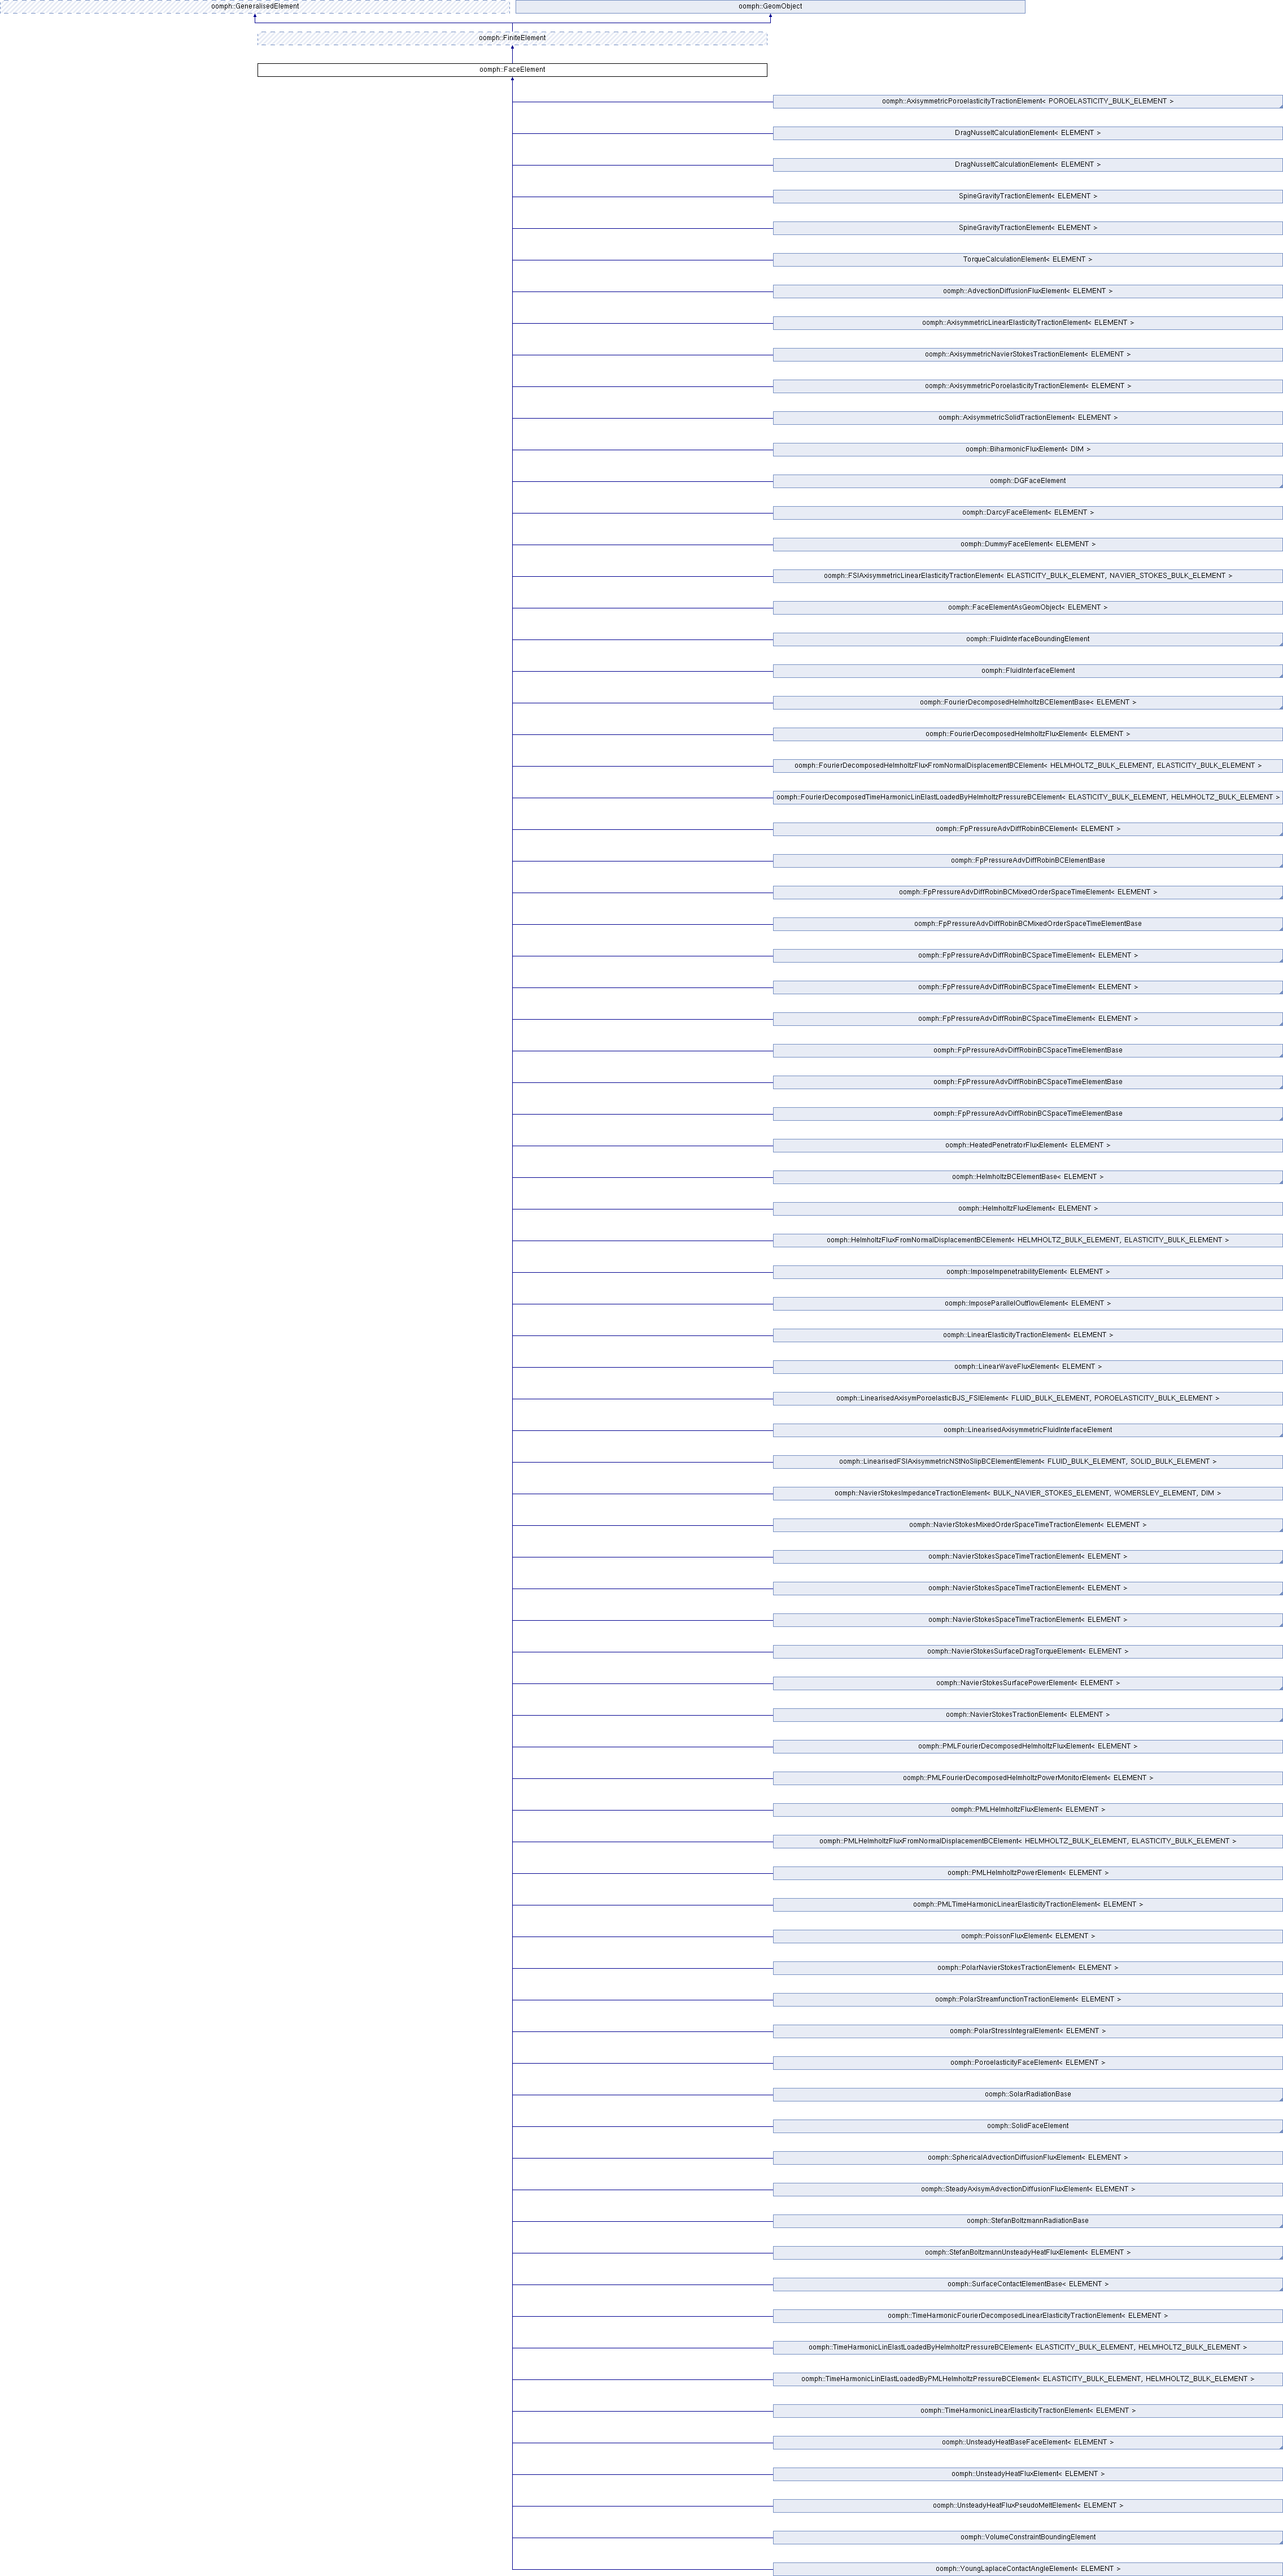 oomph::GeneralisedElement
oomph::GeomObject
oomph::FiniteElement
oomph::FaceElement
oomph::AxisymmetricPoroelasticityTractionElement< POROELASTICITY_BULK_ELEMENT >
DragNusseltCalculationElement< ELEMENT >
DragNusseltCalculationElement< ELEMENT >
SpineGravityTractionElement< ELEMENT >
SpineGravityTractionElement< ELEMENT >
TorqueCalculationElement< ELEMENT >
oomph::AdvectionDiffusionFluxElement< ELEMENT >
oomph::AxisymmetricLinearElasticityTractionElement< ELEMENT >
oomph::AxisymmetricNavierStokesTractionElement< ELEMENT >
oomph::AxisymmetricPoroelasticityTractionElement< ELEMENT >
oomph::AxisymmetricSolidTractionElement< ELEMENT >
oomph::BiharmonicFluxElement< DIM >
oomph::DGFaceElement
oomph::DarcyFaceElement< ELEMENT >
oomph::DummyFaceElement< ELEMENT >
oomph::FSIAxisymmetricLinearElasticityTractionElement< ELASTICITY_BULK_ELEMENT, NAVIER_STOKES_BULK_ELEMENT >
oomph::FaceElementAsGeomObject< ELEMENT >
oomph::FluidInterfaceBoundingElement
oomph::FluidInterfaceElement
oomph::FourierDecomposedHelmholtzBCElementBase< ELEMENT >
oomph::FourierDecomposedHelmholtzFluxElement< ELEMENT >
oomph::FourierDecomposedHelmholtzFluxFromNormalDisplacementBCElement< HELMHOLTZ_BULK_ELEMENT, ELASTICITY_BULK_ELEMENT >
oomph::FourierDecomposedTimeHarmonicLinElastLoadedByHelmholtzPressureBCElement< ELASTICITY_BULK_ELEMENT, HELMHOLTZ_BULK_ELEMENT >
oomph::FpPressureAdvDiffRobinBCElement< ELEMENT >
oomph::FpPressureAdvDiffRobinBCElementBase
oomph::FpPressureAdvDiffRobinBCMixedOrderSpaceTimeElement< ELEMENT >
oomph::FpPressureAdvDiffRobinBCMixedOrderSpaceTimeElementBase
oomph::FpPressureAdvDiffRobinBCSpaceTimeElement< ELEMENT >
oomph::FpPressureAdvDiffRobinBCSpaceTimeElement< ELEMENT >
oomph::FpPressureAdvDiffRobinBCSpaceTimeElement< ELEMENT >
oomph::FpPressureAdvDiffRobinBCSpaceTimeElementBase
oomph::FpPressureAdvDiffRobinBCSpaceTimeElementBase
oomph::FpPressureAdvDiffRobinBCSpaceTimeElementBase
oomph::HeatedPenetratorFluxElement< ELEMENT >
oomph::HelmholtzBCElementBase< ELEMENT >
oomph::HelmholtzFluxElement< ELEMENT >
oomph::HelmholtzFluxFromNormalDisplacementBCElement< HELMHOLTZ_BULK_ELEMENT, ELASTICITY_BULK_ELEMENT >
oomph::ImposeImpenetrabilityElement< ELEMENT >
oomph::ImposeParallelOutflowElement< ELEMENT >
oomph::LinearElasticityTractionElement< ELEMENT >
oomph::LinearWaveFluxElement< ELEMENT >
oomph::LinearisedAxisymPoroelasticBJS_FSIElement< FLUID_BULK_ELEMENT, POROELASTICITY_BULK_ELEMENT >
oomph::LinearisedAxisymmetricFluidInterfaceElement
oomph::LinearisedFSIAxisymmetricNStNoSlipBCElementElement< FLUID_BULK_ELEMENT, SOLID_BULK_ELEMENT >
oomph::NavierStokesImpedanceTractionElement< BULK_NAVIER_STOKES_ELEMENT, WOMERSLEY_ELEMENT, DIM >
oomph::NavierStokesMixedOrderSpaceTimeTractionElement< ELEMENT >
oomph::NavierStokesSpaceTimeTractionElement< ELEMENT >
oomph::NavierStokesSpaceTimeTractionElement< ELEMENT >
oomph::NavierStokesSpaceTimeTractionElement< ELEMENT >
oomph::NavierStokesSurfaceDragTorqueElement< ELEMENT >
oomph::NavierStokesSurfacePowerElement< ELEMENT >
oomph::NavierStokesTractionElement< ELEMENT >
oomph::PMLFourierDecomposedHelmholtzFluxElement< ELEMENT >
oomph::PMLFourierDecomposedHelmholtzPowerMonitorElement< ELEMENT >
oomph::PMLHelmholtzFluxElement< ELEMENT >
oomph::PMLHelmholtzFluxFromNormalDisplacementBCElement< HELMHOLTZ_BULK_ELEMENT, ELASTICITY_BULK_ELEMENT >
oomph::PMLHelmholtzPowerElement< ELEMENT >
oomph::PMLTimeHarmonicLinearElasticityTractionElement< ELEMENT >
oomph::PoissonFluxElement< ELEMENT >
oomph::PolarNavierStokesTractionElement< ELEMENT >
oomph::PolarStreamfunctionTractionElement< ELEMENT >
oomph::PolarStressIntegralElement< ELEMENT >
oomph::PoroelasticityFaceElement< ELEMENT >
oomph::SolarRadiationBase
oomph::SolidFaceElement
oomph::SphericalAdvectionDiffusionFluxElement< ELEMENT >
oomph::SteadyAxisymAdvectionDiffusionFluxElement< ELEMENT >
oomph::StefanBoltzmannRadiationBase
oomph::StefanBoltzmannUnsteadyHeatFluxElement< ELEMENT >
oomph::SurfaceContactElementBase< ELEMENT >
oomph::TimeHarmonicFourierDecomposedLinearElasticityTractionElement< ELEMENT >
oomph::TimeHarmonicLinElastLoadedByHelmholtzPressureBCElement< ELASTICITY_BULK_ELEMENT, HELMHOLTZ_BULK_ELEMENT >
oomph::TimeHarmonicLinElastLoadedByPMLHelmholtzPressureBCElement< ELASTICITY_BULK_ELEMENT, HELMHOLTZ_BULK_ELEMENT >
oomph::TimeHarmonicLinearElasticityTractionElement< ELEMENT >
oomph::UnsteadyHeatBaseFaceElement< ELEMENT >
oomph::UnsteadyHeatFluxElement< ELEMENT >
oomph::UnsteadyHeatFluxPseudoMeltElement< ELEMENT >
oomph::VolumeConstraintBoundingElement
oomph::YoungLaplaceContactAngleElement< ELEMENT >